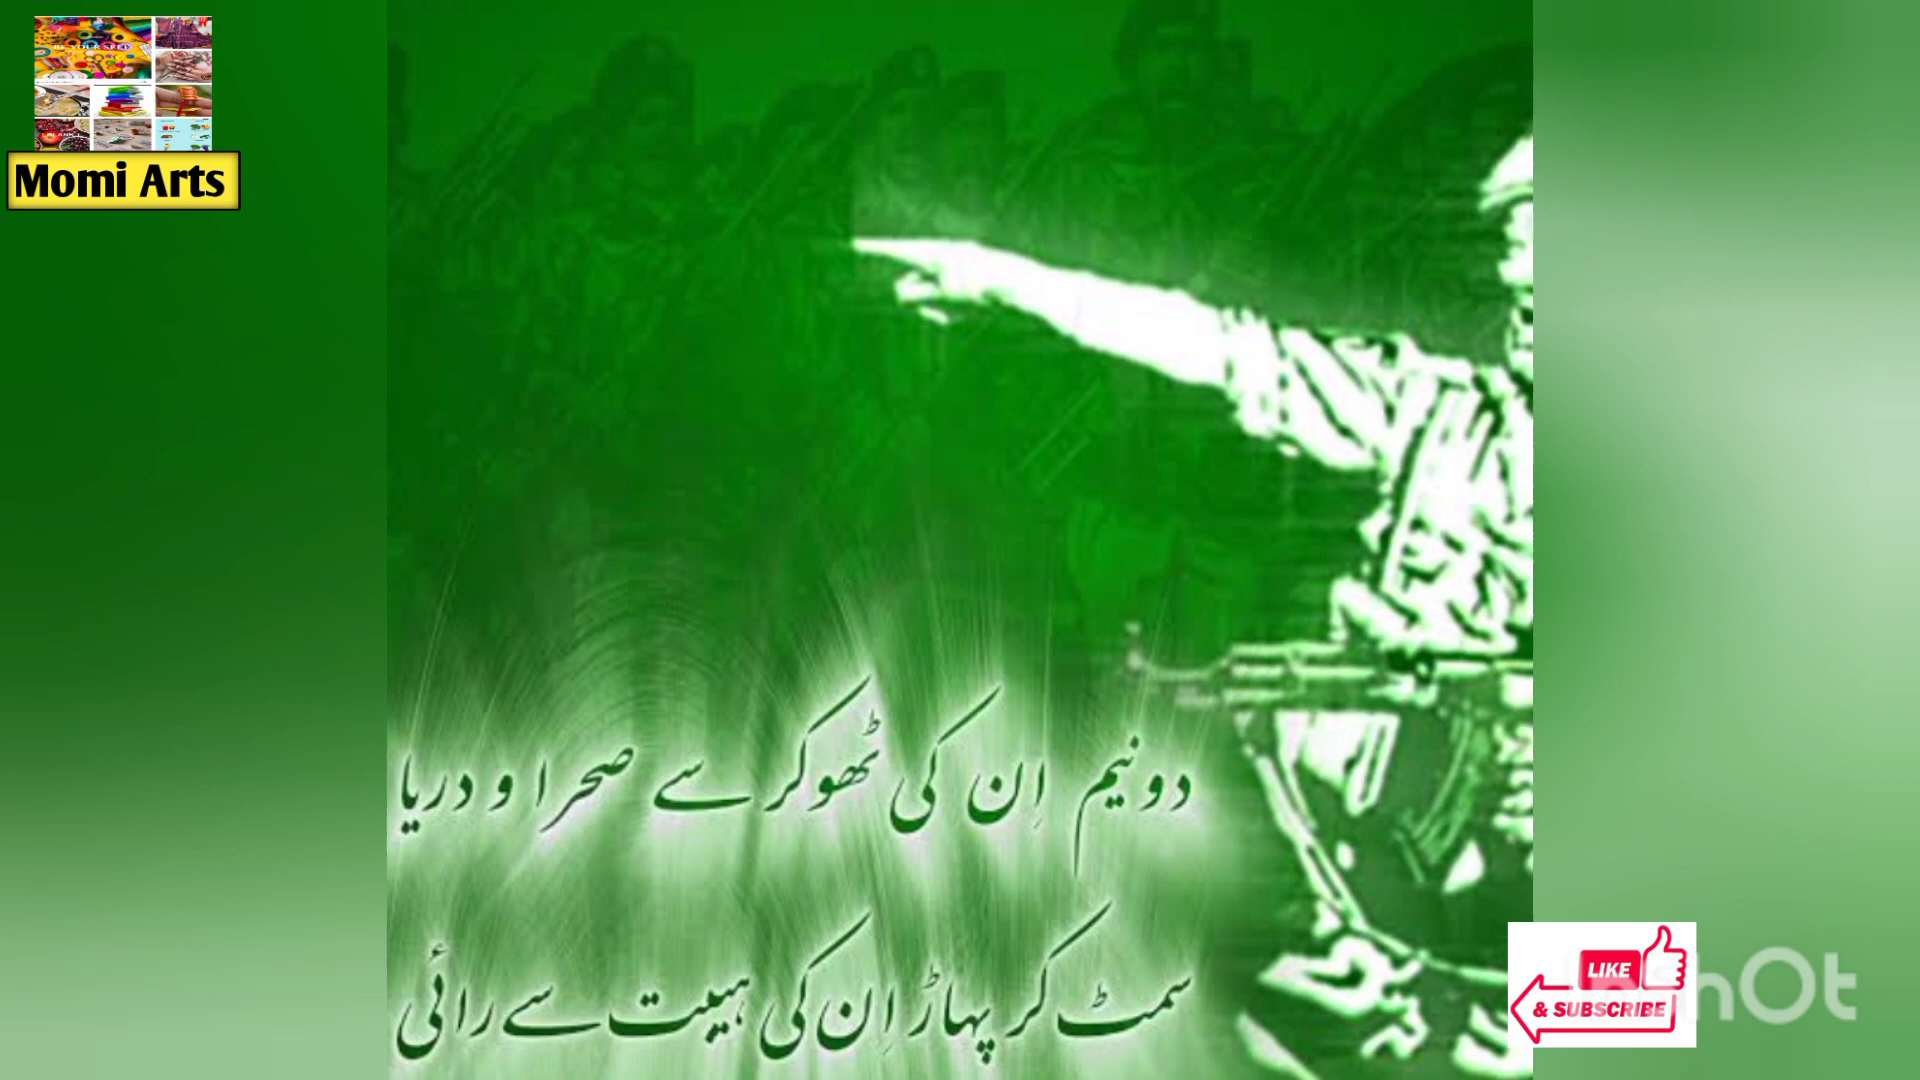 Momi Arts
دو نیم اِن کی ٹھوکر سے صحرا و دریا
سمٹ کر پہاڑ اِن کی ہیبت سے رائی
LIKE
& SUBSCRIBE